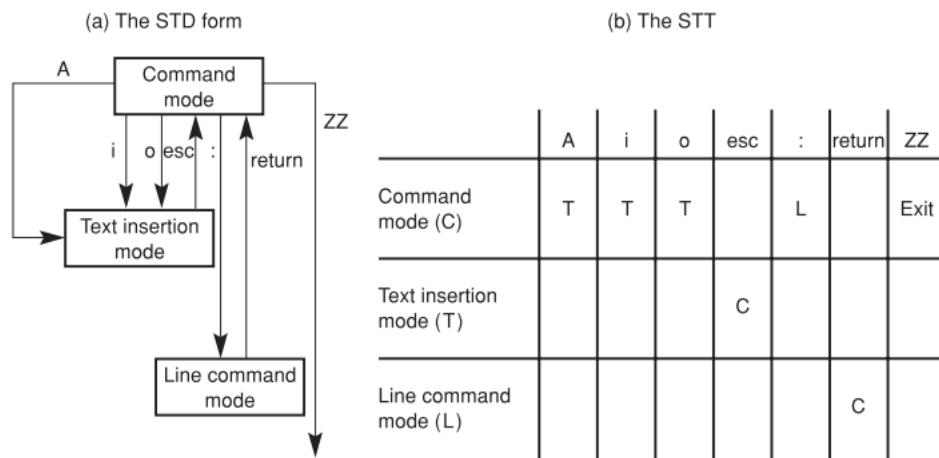 (a) The STD form
A
Command
mode
ZZ
i
o
esc
:
return
Text insertion
mode
Line command
mode
(b) The STT
A i o esc : return ZZ
Command
mode (C) T T T L Exit
Text insertion
mode (T) C
Line command
mode (L) C